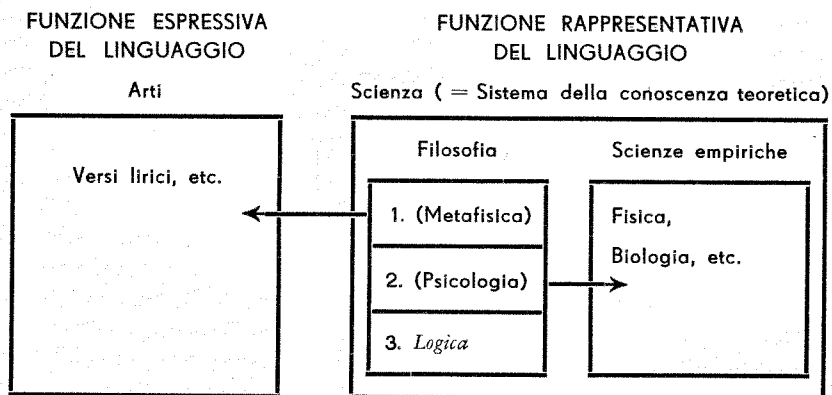 FUNZIONE ESPRESSIVA
DEL LINGUAGGIO
Arti
Versi lirici, etc.
FUNZIONE RAPPRESENTATIVA
DEL LINGUAGGIO
Scienza ( = Sistema della conoscenza teoretica)
Filosofia
1. (Metafisica)
2. (Psicologia)
3. Logica
Scienze empiriche
Fisica,
Biologia, etc.